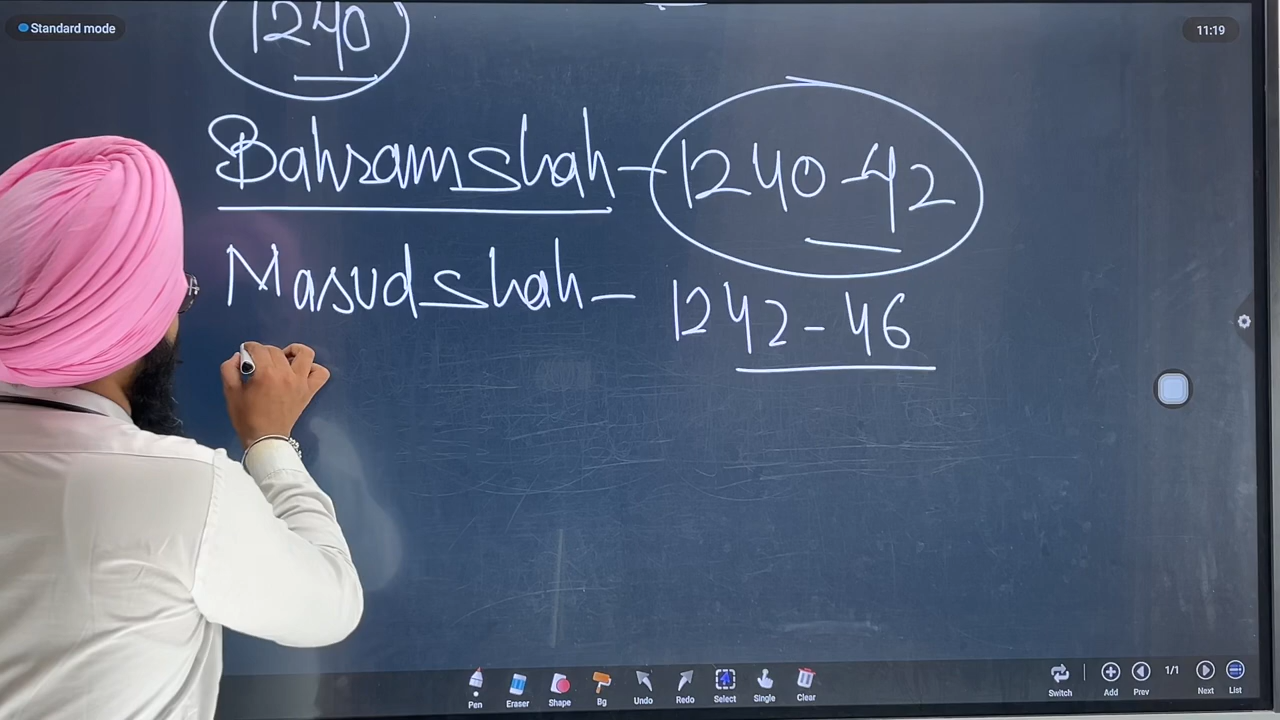 Standard mode
11:19
1240
Bahramshah - 1240-42
Masudshah - 1242-46
Pen Eraser Shape Bg Undo Redo Select Single Clear
Switch Add Prev 1/1 Next List